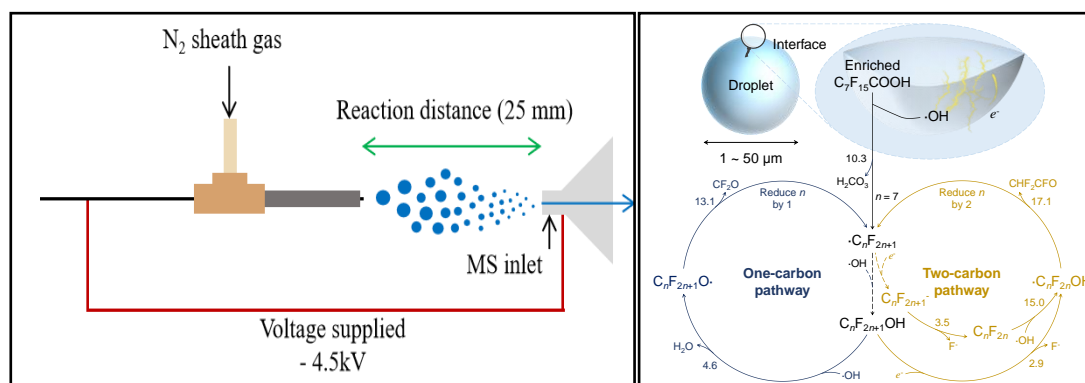 N₂ sheath gas
Reaction distance (25 mm)
MS inlet
Voltage supplied
- 4.5kV
Interface
Droplet
1 ~ 50 μm
Enriched
C₇F₁₅COOH
·OH
e⁻
10.3
H₂CO₃
n = 7
CF₂O
13.1
Reduce n
by 1
Reduce n
by 2
CHF₂CFO
17.1
·CₙF₂ₙ₊₁
·OH
e⁻
CₙF₂ₙ₊₁O·
One-carbon
pathway
Two-carbon
pathway
·CₙF₂ₙOH
CₙF₂ₙ₊₁⁻
15.0
3.5
CₙF₂ₙ
·OH
F⁻
CₙF₂ₙ₊₁OH
H₂O
4.6
·OH
e⁻
2.9
F⁻